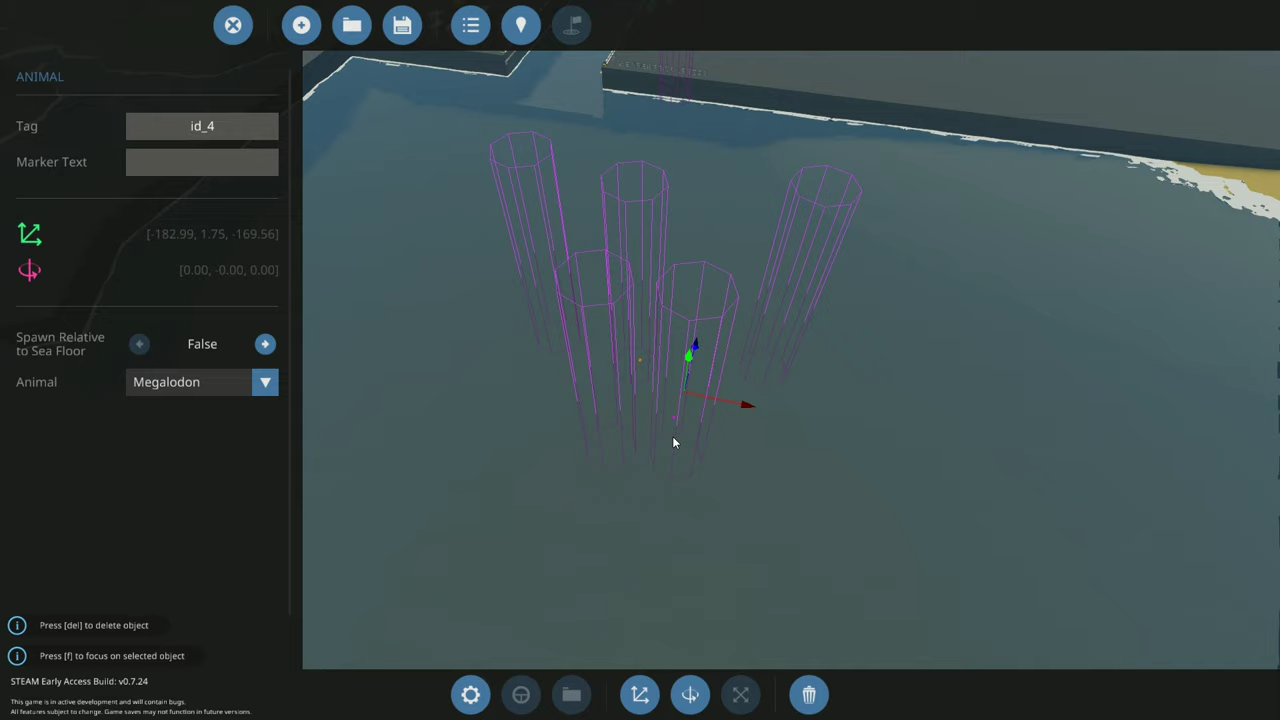 ANIMAL
Tag
id_4
Marker Text
[-182.99, 1.75, -169.56]
[0.00, -0.00, 0.00]
Spawn Relative
to Sea Floor
False
Animal
Megalodon
Press [del] to delete object
Press [f] to focus on selected object
STEAM Early Access Build: v0.7.24
This game is in active development and will contain bugs.
All features subject to change. Game saves may not function in future versions.